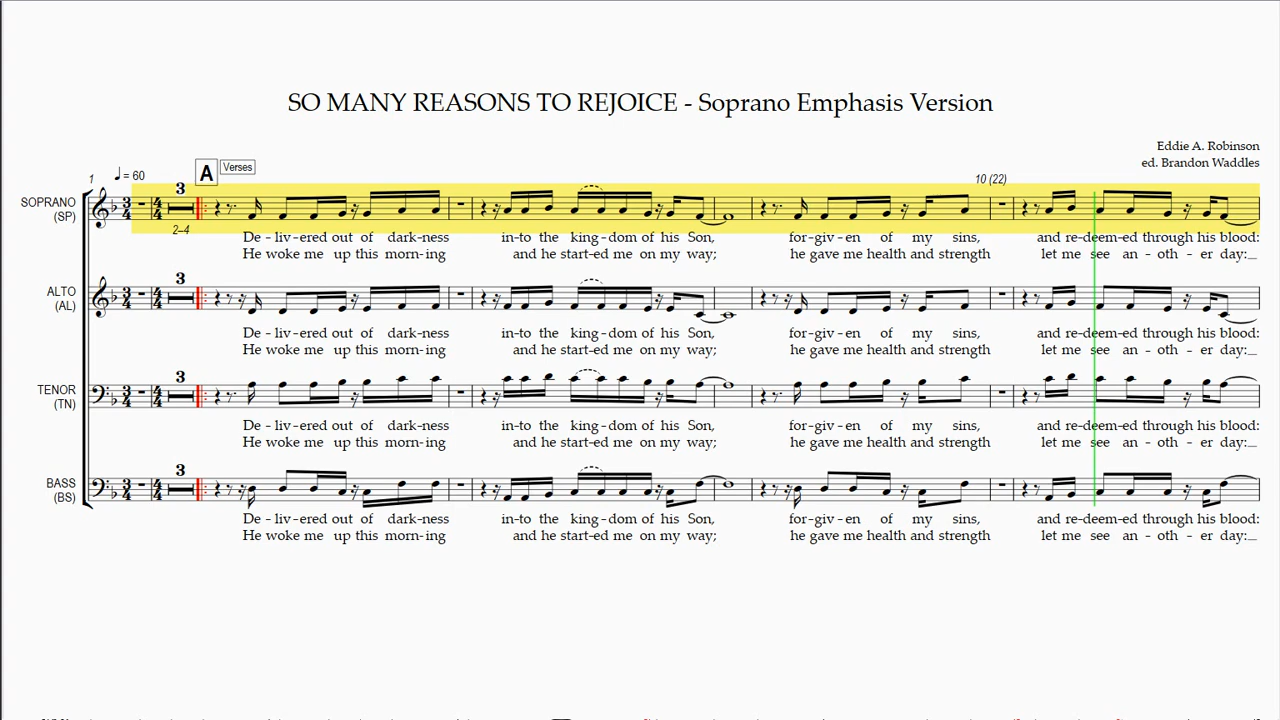 SO MANY REASONS TO REJOICE - Soprano Emphasis Version
Eddie A. Robinson
ed. Brandon Waddles
1 ♩ = 60 A Verses 10 (22)
3
SOPRANO
(SP)
2–4
De - liv - ered out of dark-ness in-to the king-dom of his Son, for-giv-en of my sins, and re-deem-ed through his blood:
He woke me up this morn-ing and he start-ed me on my way; he gave me health and strength let me see an - oth - er day:_
3
ALTO
(AL)
De - liv - ered out of dark-ness in-to the king-dom of his Son, for-giv-en of my sins, and re-deem-ed through his blood:
He woke me up this morn-ing and he start-ed me on my way; he gave me health and strength let me see an - oth - er day:_
3
TENOR
(TN)
De - liv - ered out of dark-ness in-to the king-dom of his Son, for-giv-en of my sins, and re-deem-ed through his blood:
He woke me up this morn-ing and he start-ed me on my way; he gave me health and strength let me see an - oth - er day:_
3
BASS
(BS)
De - liv - ered out of dark-ness in-to the king-dom of his Son, for-giv-en of my sins, and re-deem-ed through his blood:
He woke me up this morn-ing and he start-ed me on my way; he gave me health and strength let me see an - oth - er day:_